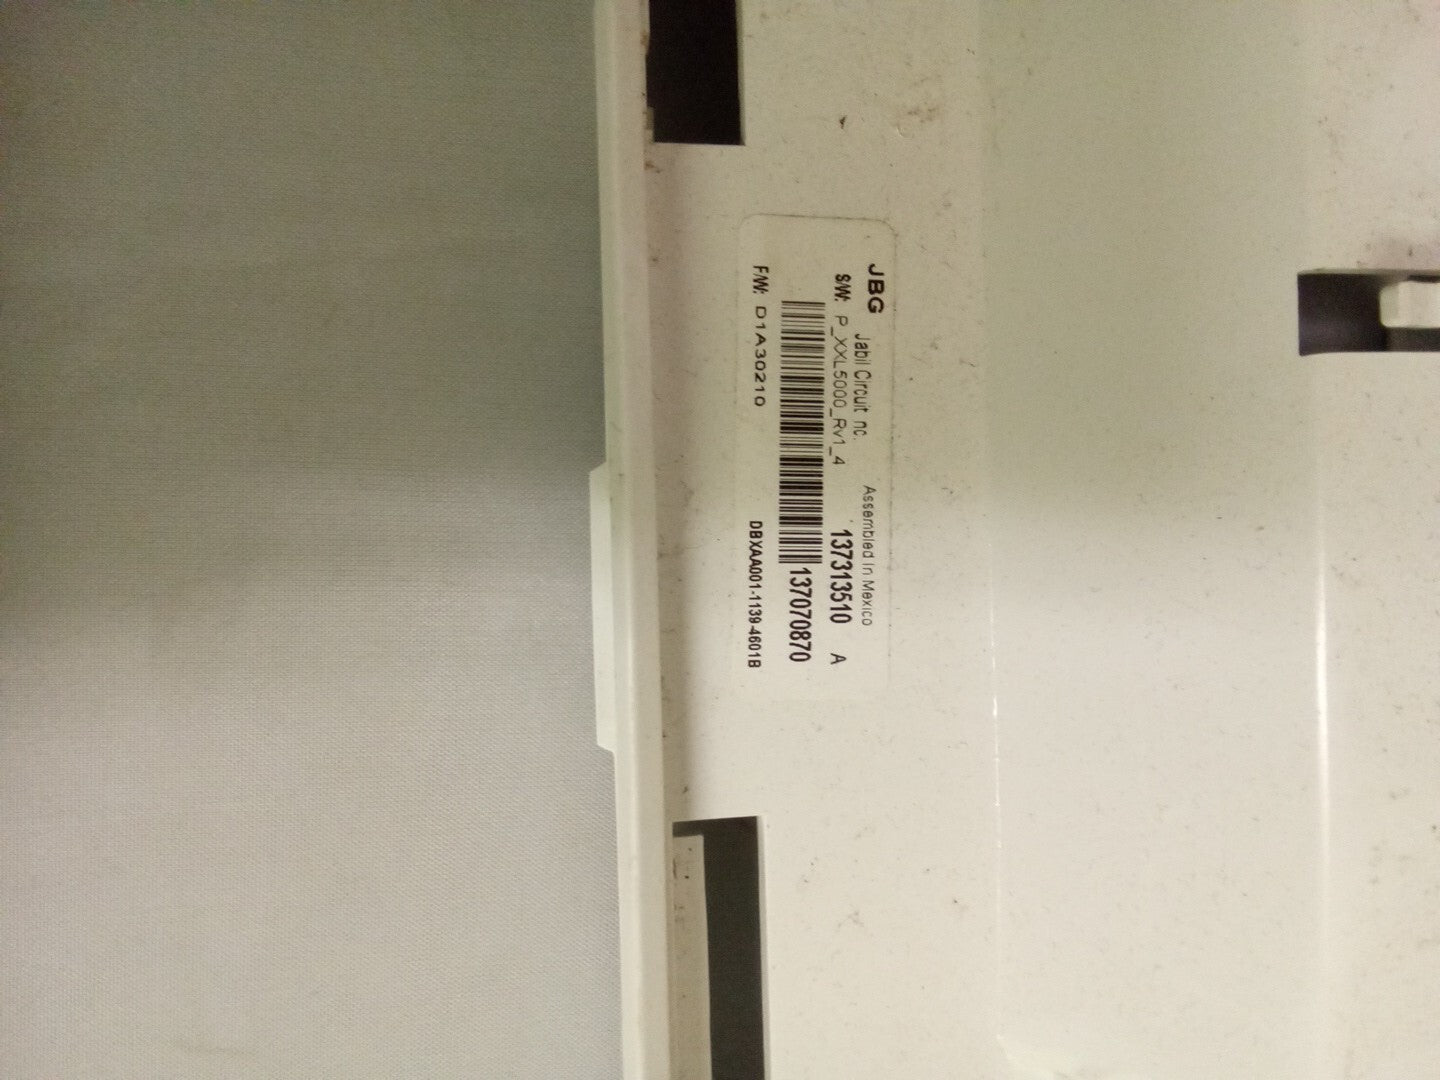 JBG Jabil Circuit nc. Assembled In Mexico
S/W: P_XXL5000_Rv1_4 137313510 A
137070870
F/W: D1A30210 DBXAA001-1139-4601B